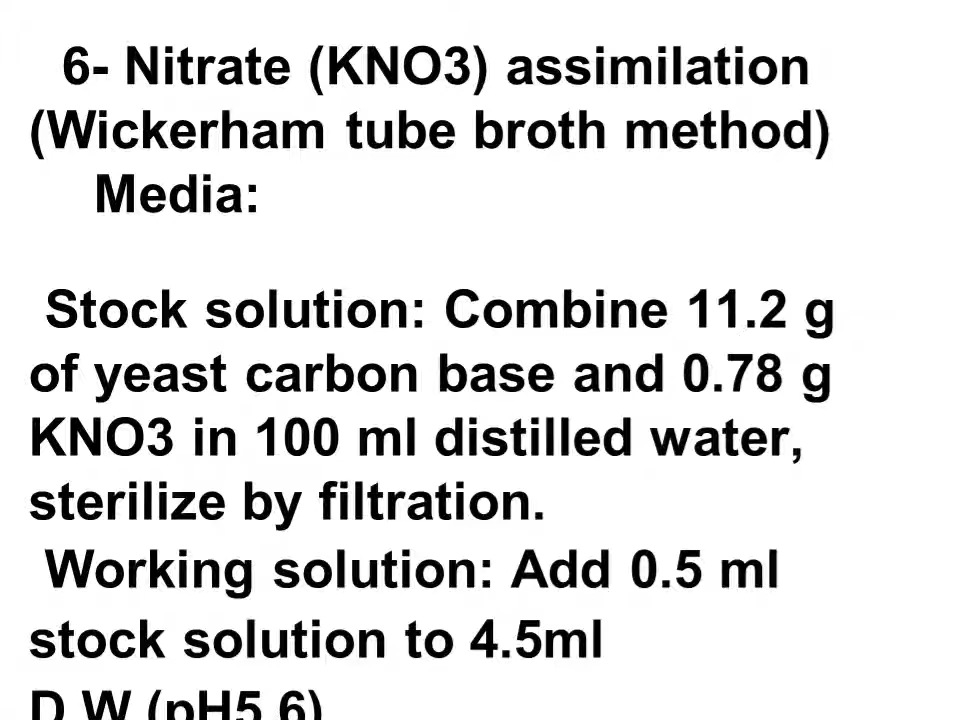 6- Nitrate (KNO3) assimilation
(Wickerham tube broth method)
Media:
Stock solution: Combine 11.2 g
of yeast carbon base and 0.78 g
KNO3 in 100 ml distilled water,
sterilize by filtration.
Working solution: Add 0.5 ml
stock solution to 4.5ml
D.W (pH5.6)